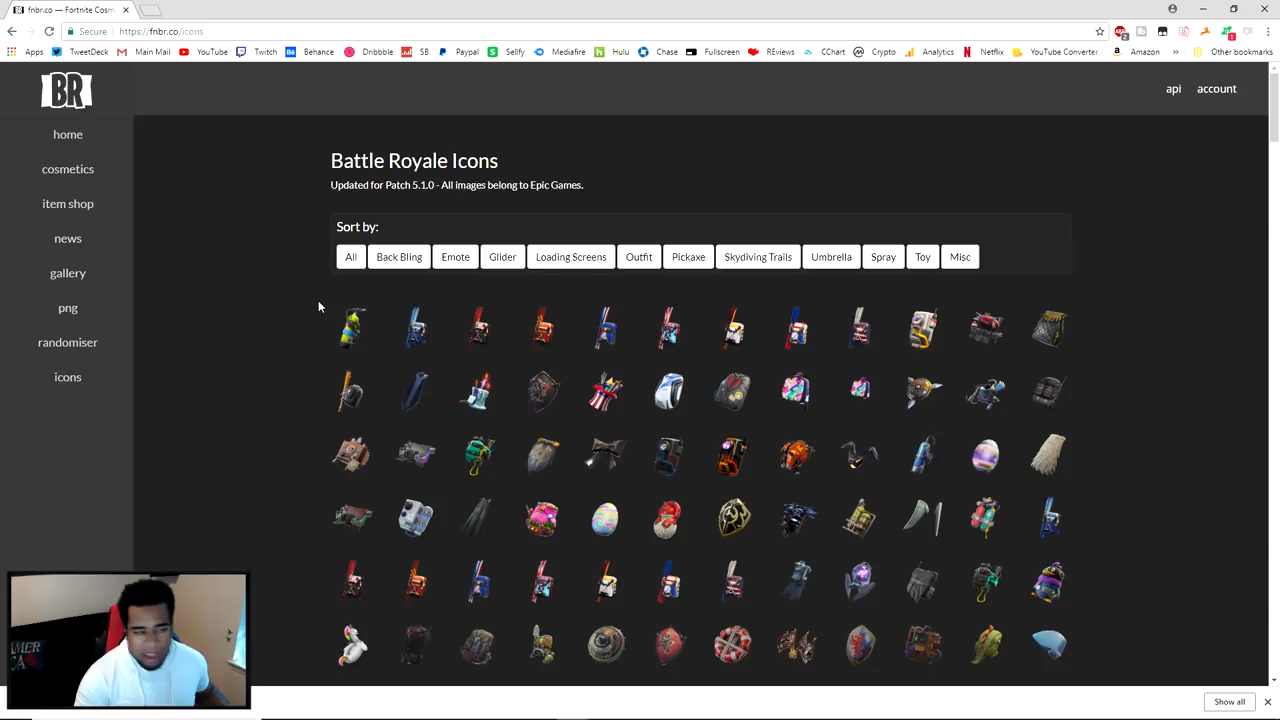 fnbr.co — Fortnite Cosm
Secure https://fnbr.co/icons
Apps TweetDeck Main Mail YouTube Twitch Behance Dribbble SB Paypal Selfy Mediafire Hulu Chase Fullscreen REviews CChart Crypto Analytics Netflix YouTube Converter Amazon » Other bookmarks
BR
api account
home
cosmetics
item shop
news
gallery
png
randomiser
icons
Battle Royale Icons
Updated for Patch 5.1.0 - All images belong to Epic Games.
Sort by:
All Back Bling Emote Glider Loading Screens Outfit Pickaxe Skydiving Trails Umbrella Spray Toy Misc
Show all